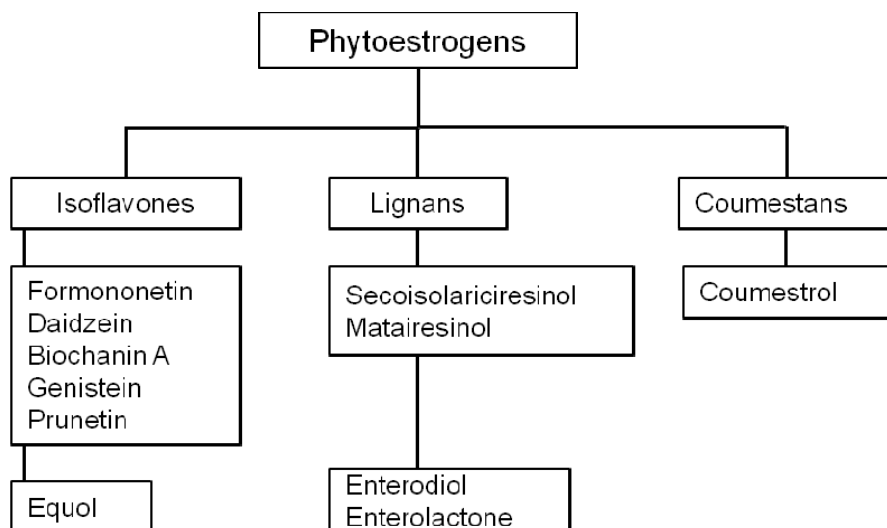 Phytoestrogens
Isoflavones
Lignans
Coumestans
Formononetin
Daidzein
Biochanin A
Genistein
Prunetin
Secoisolariciresinol
Matairesinol
Coumestrol
Equol
Enterodiol
Enterolactone